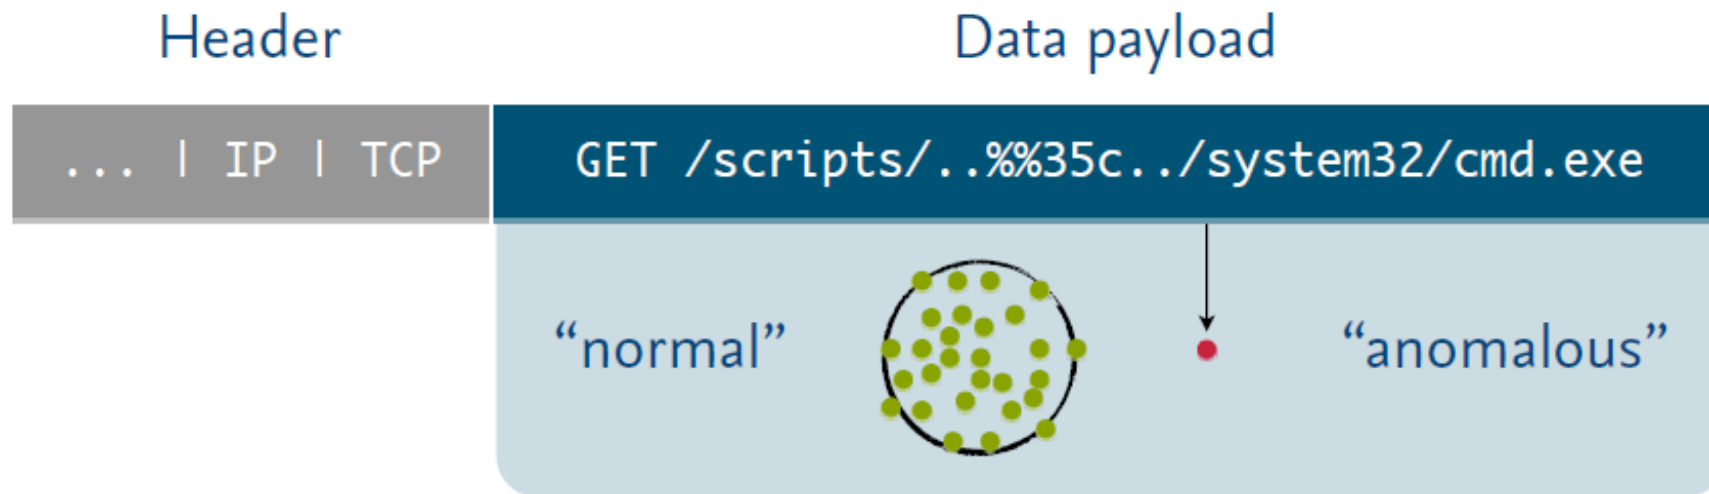 Header Data payload
... | IP | TCP GET /scripts/..%%35c../system32/cmd.exe
“normal” “anomalous”